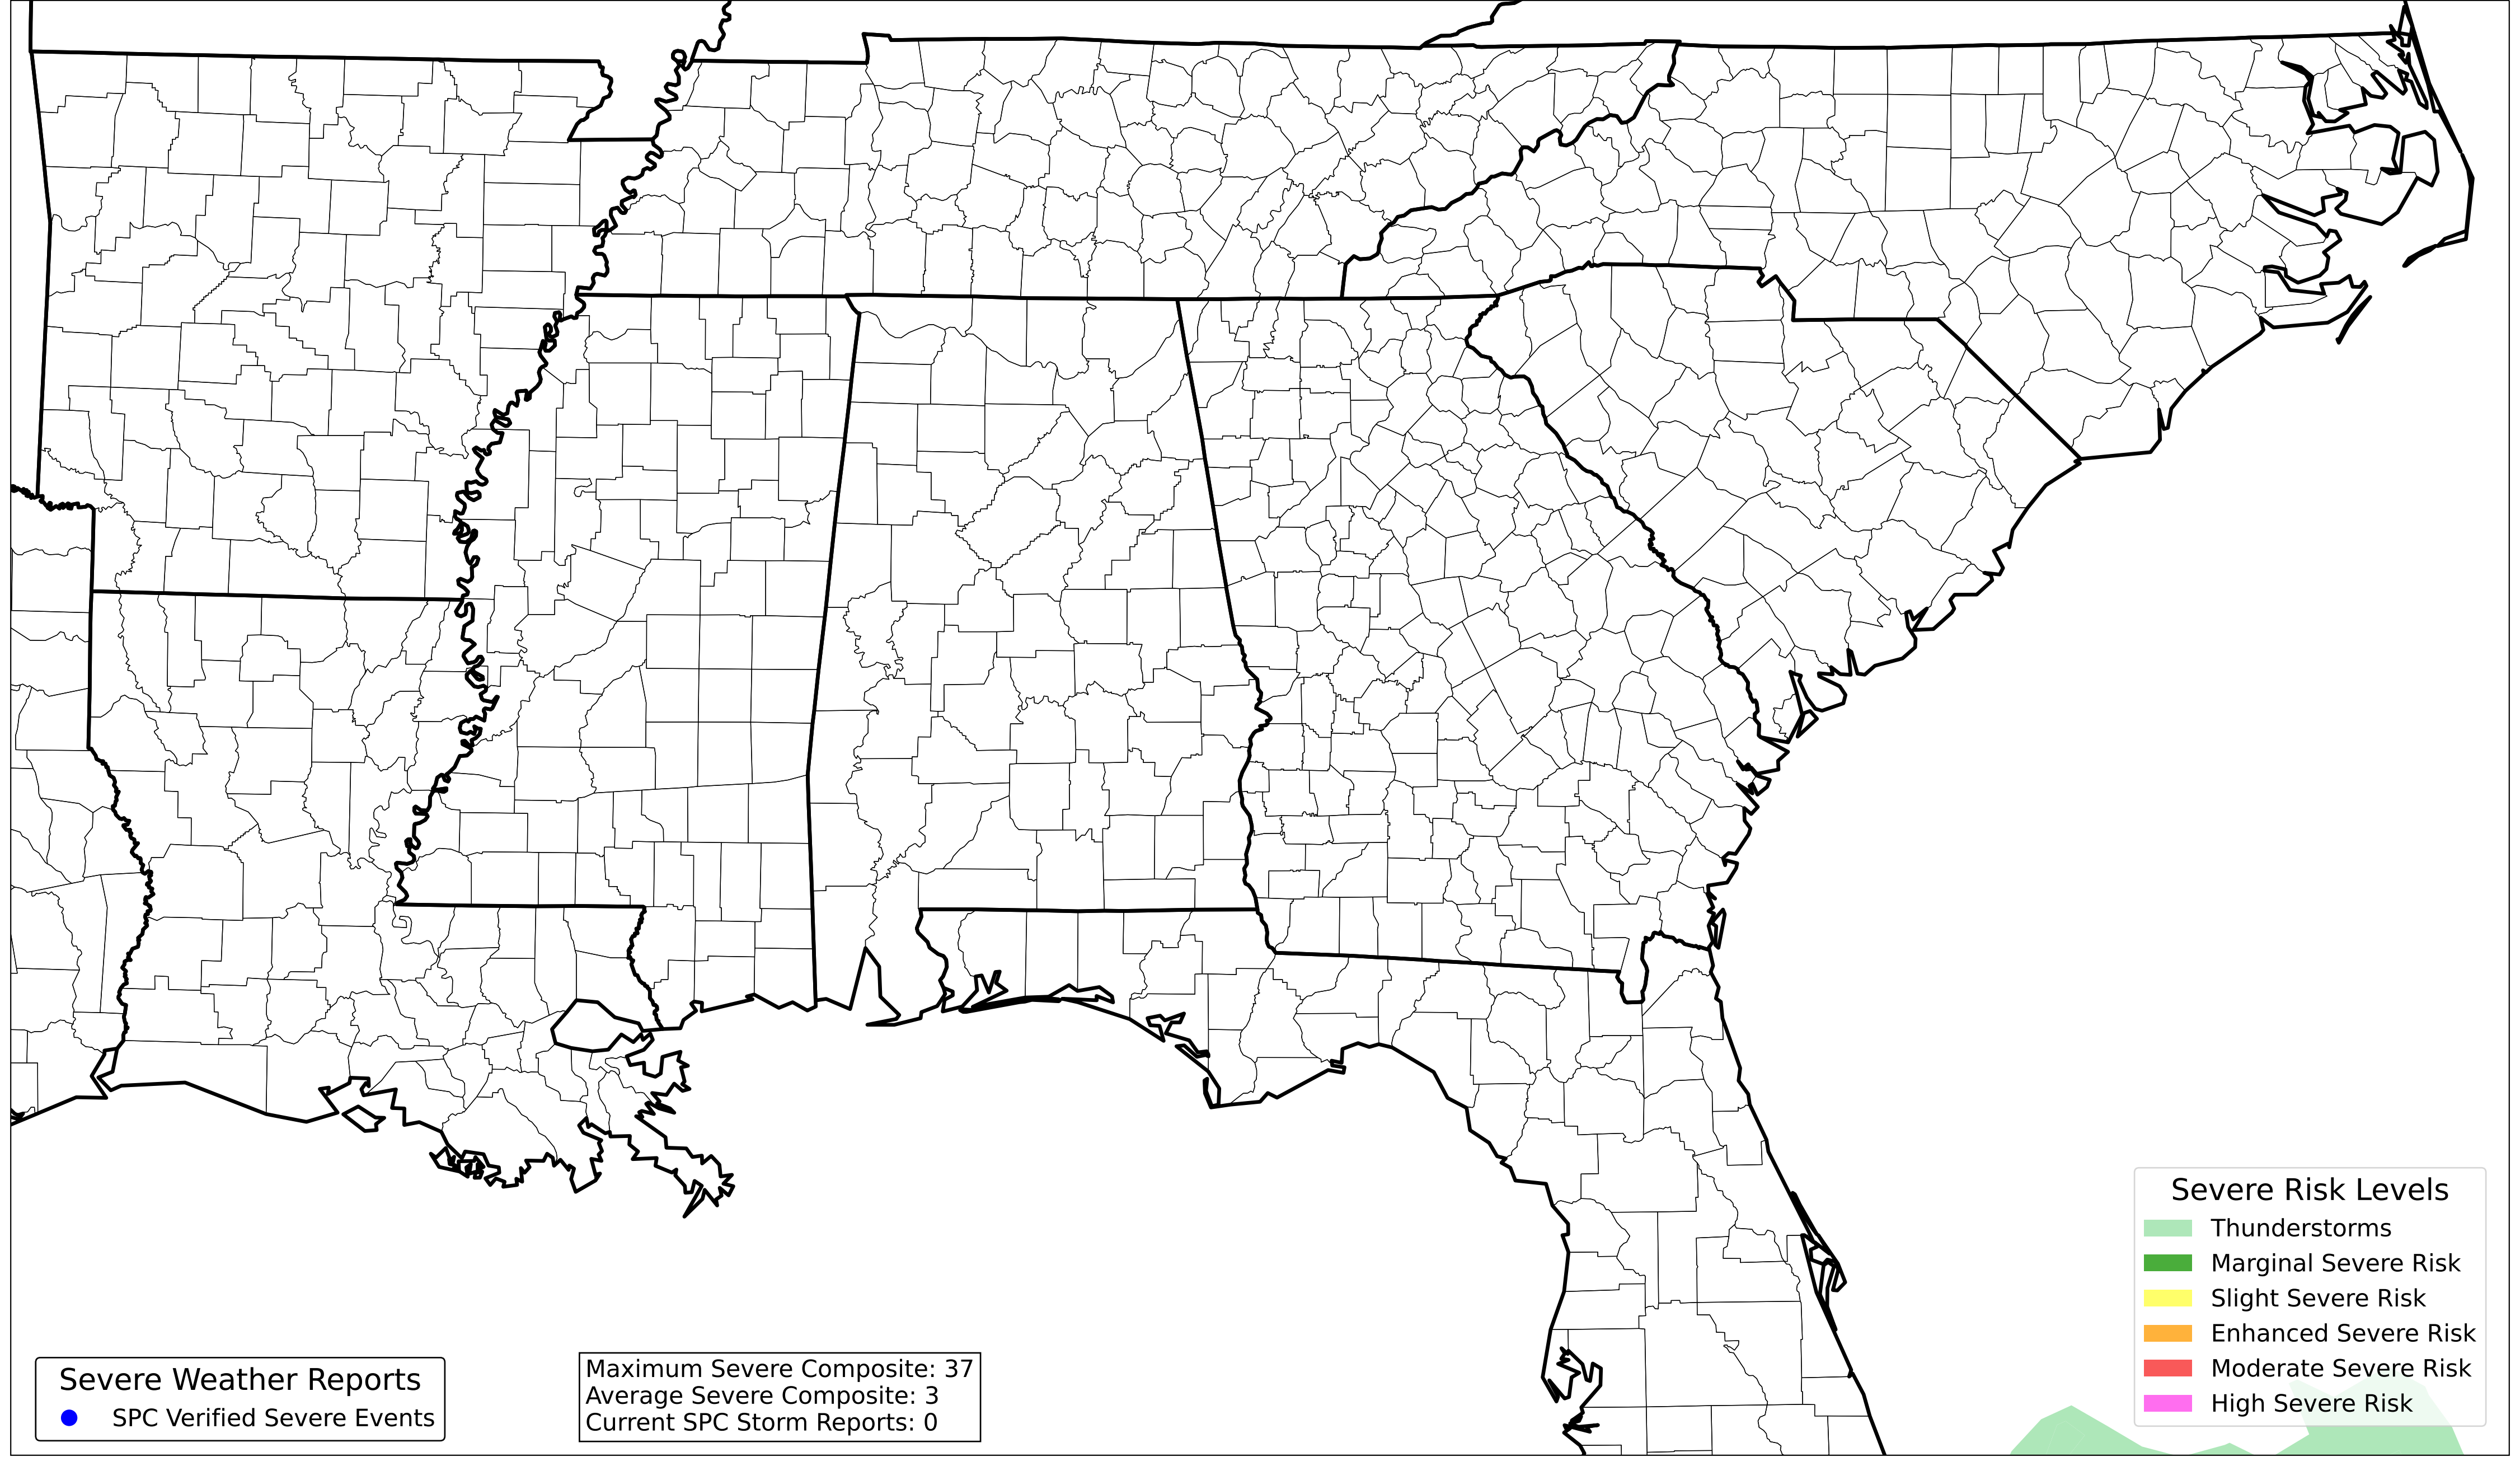 Severe Risk Levels
Thunderstorms
Marginal Severe Risk
Slight Severe Risk
Enhanced Severe Risk
Moderate Severe Risk
High Severe Risk
Severe Weather Reports
SPC Verified Severe Events
Maximum Severe Composite: 37
Average Severe Composite: 3
Current SPC Storm Reports: 0